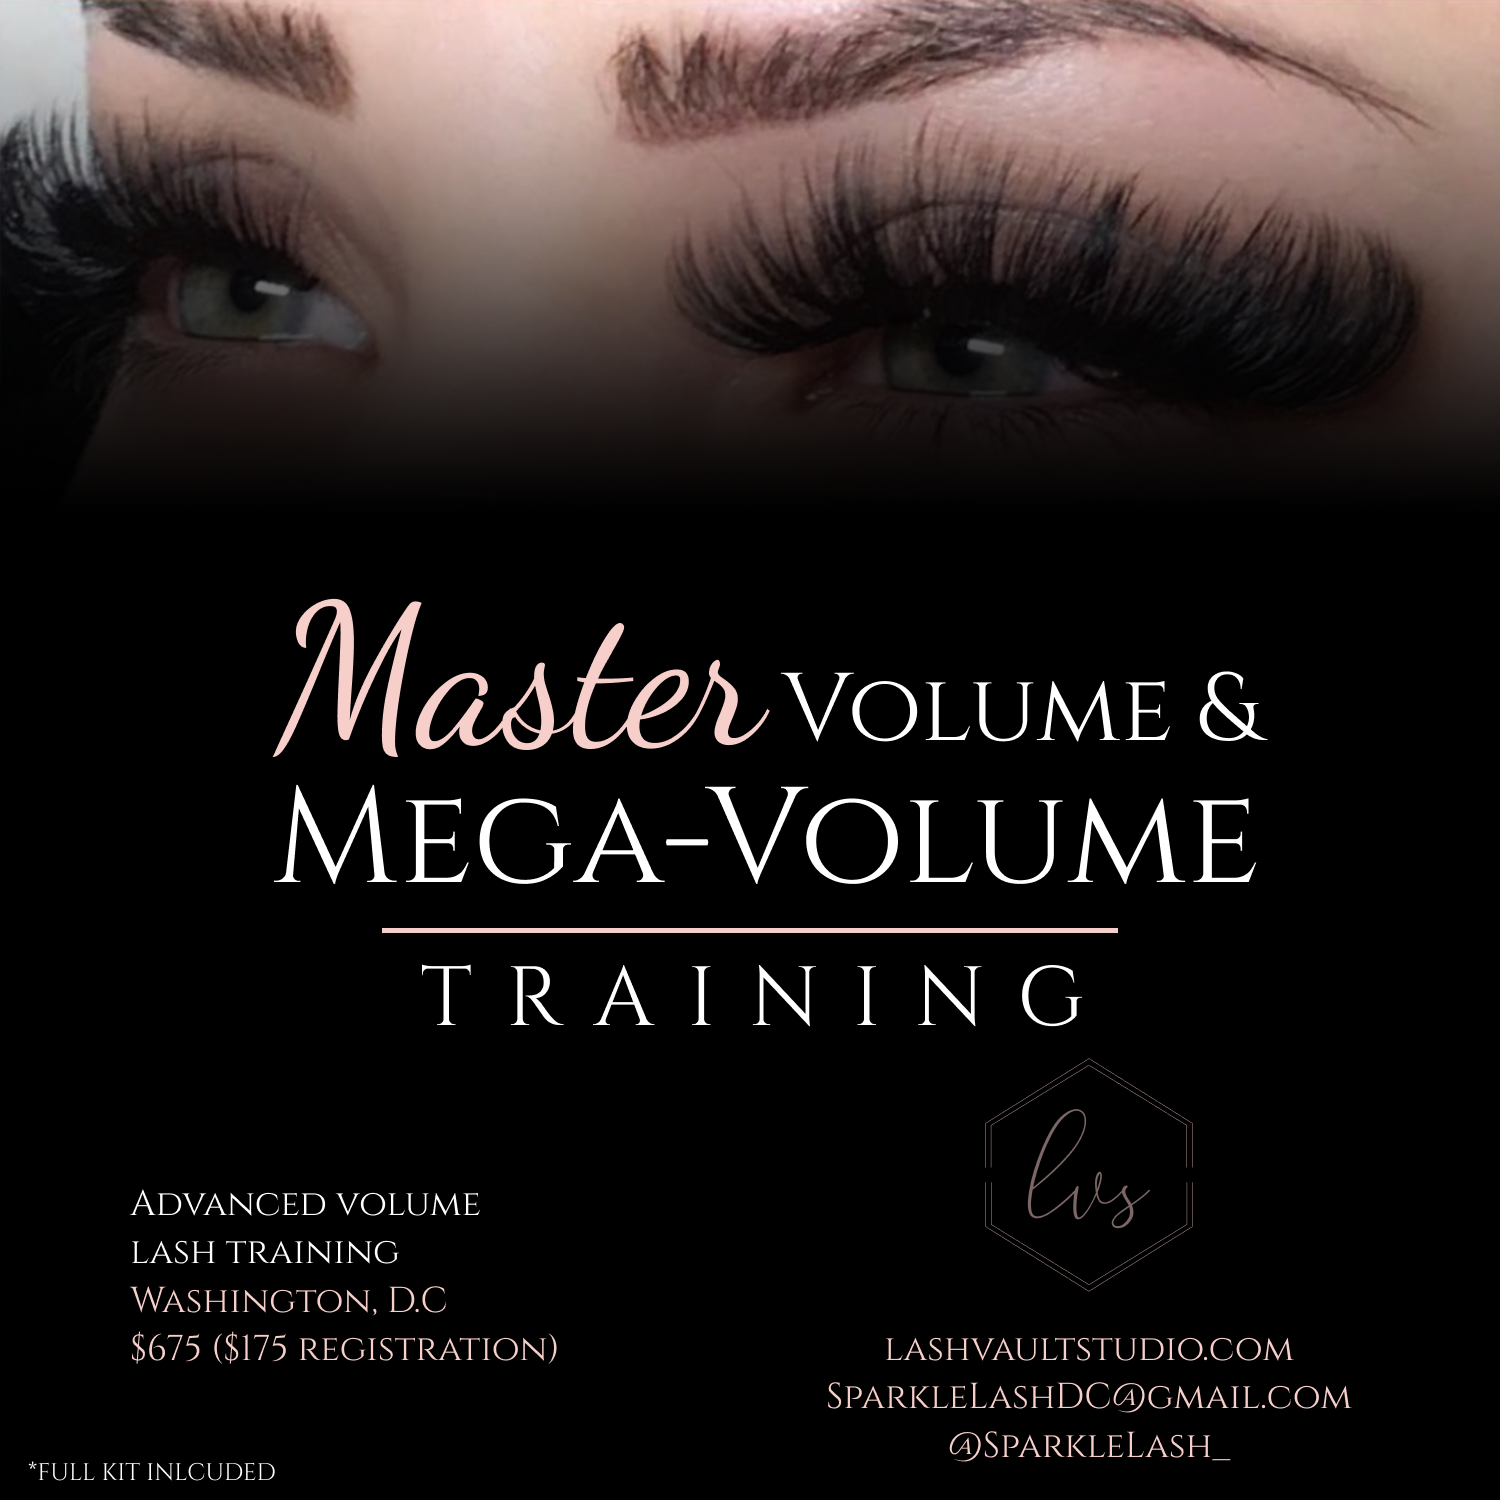 Master Volume &
Mega-Volume
TRAINING
lvs
Advanced volume
lash training
Washington, D.C
$675 ($175 registration)
lashvaultstudio.com
SparkleLashDC@gmail.com
@SparkleLash_
*FULL KIT INLCUDED